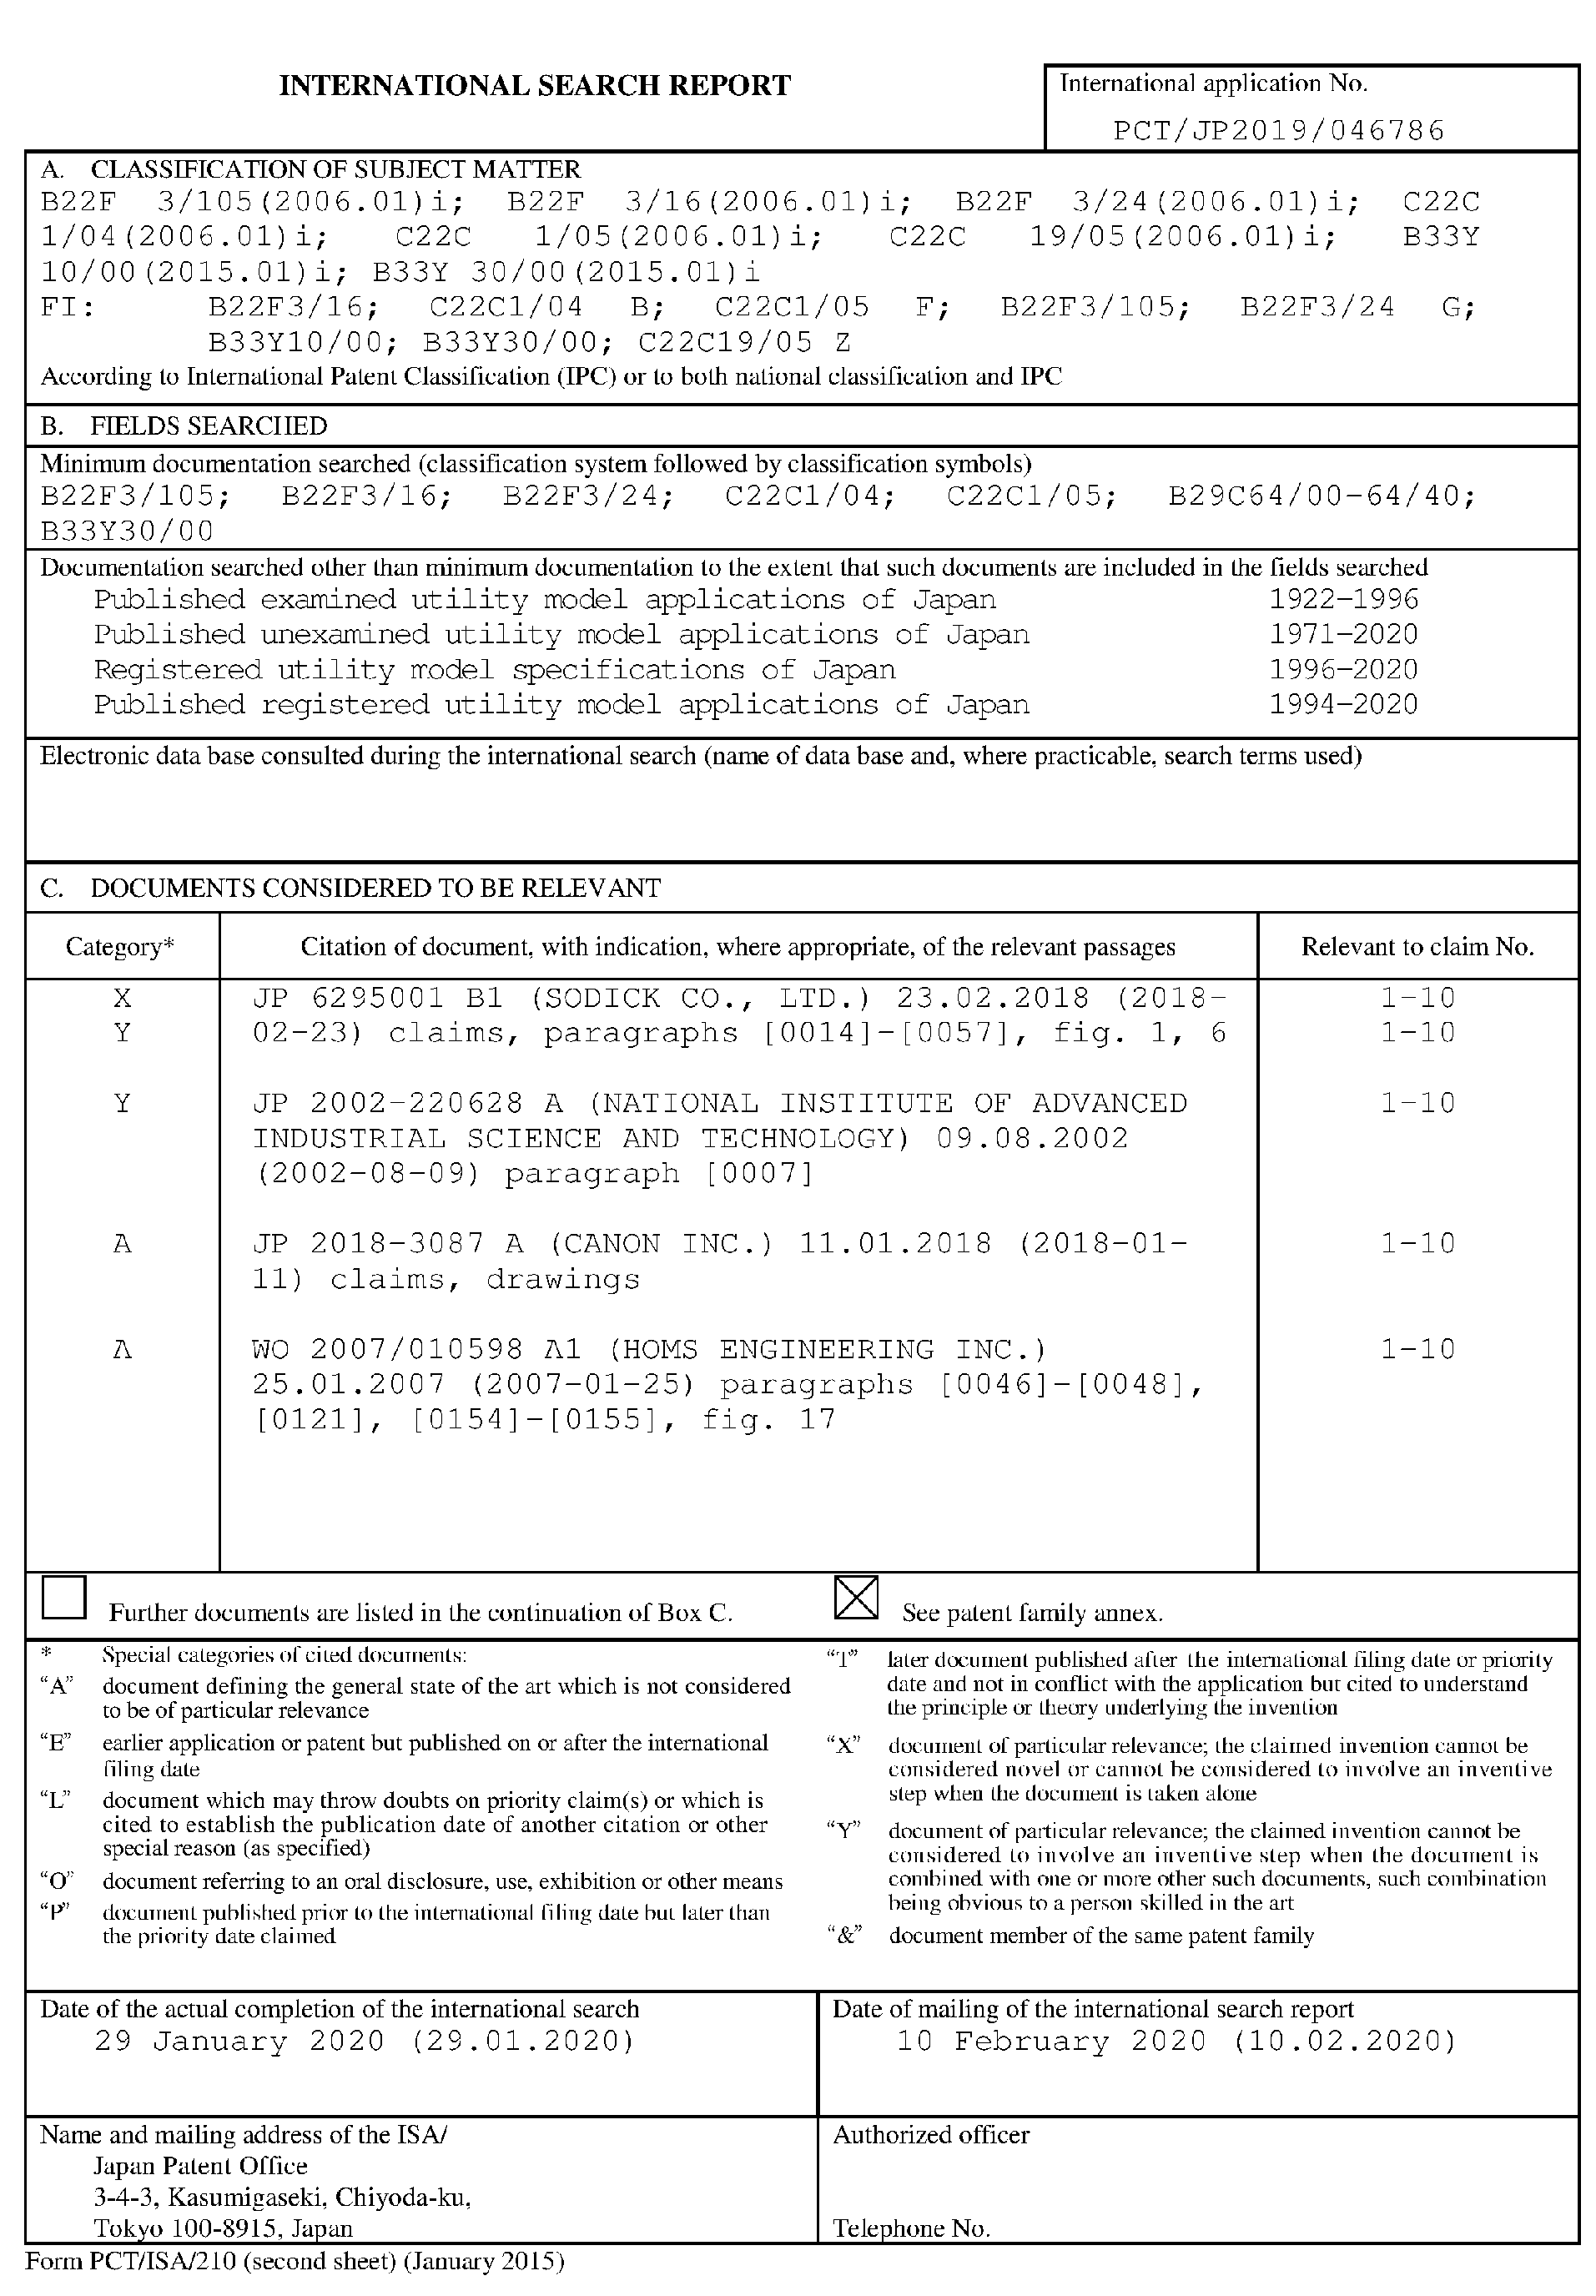 INTERNATIONAL SEARCH REPORT
International application No.
PCT/JP2019/046786
A. CLASSIFICATION OF SUBJECT MATTER
B22F 3/105(2006.01)i; B22F 3/16(2006.01)i; B22F 3/24(2006.01)i; C22C
1/04(2006.01)i; C22C 1/05(2006.01)i; C22C 19/05(2006.01)i; B33Y
10/00(2015.01)i; B33Y 30/00(2015.01)i
FI: B22F3/16; C22C1/04 B; C22C1/05 F; B22F3/105; B22F3/24 G;
B33Y10/00; B33Y30/00; C22C19/05 Z
According to International Patent Classification (IPC) or to both national classification and IPC
B. FIELDS SEARCHED
Minimum documentation searched (classification system followed by classification symbols)
B22F3/105; B22F3/16; B22F3/24; C22C1/04; C22C1/05; B29C64/00-64/40;
B33Y30/00
Documentation searched other than minimum documentation to the extent that such documents are included in the fields searched
Published examined utility model applications of Japan 1922-1996
Published unexamined utility model applications of Japan 1971-2020
Registered utility model specifications of Japan 1996-2020
Published registered utility model applications of Japan 1994-2020
Electronic data base consulted during the international search (name of data base and, where practicable, search terms used)
C. DOCUMENTS CONSIDERED TO BE RELEVANT
Category* Citation of document, with indication, where appropriate, of the relevant passages Relevant to claim No.
X JP 6295001 B1 (SODICK CO., LTD.) 23.02.2018 (2018- 1-10
Y 02-23) claims, paragraphs [0014]-[0057], fig. 1, 6 1-10
Y JP 2002-220628 A (NATIONAL INSTITUTE OF ADVANCED 1-10
INDUSTRIAL SCIENCE AND TECHNOLOGY) 09.08.2002
(2002-08-09) paragraph [0007]
A JP 2018-3087 A (CANON INC.) 11.01.2018 (2018-01- 1-10
11) claims, drawings
A WO 2007/010598 A1 (HOMS ENGINEERING INC.) 1-10
25.01.2007 (2007-01-25) paragraphs [0046]-[0048],
[0121], [0154]-[0155], fig. 17
Further documents are listed in the continuation of Box C.
See patent family annex.
* Special categories of cited documents:
"A" document defining the general state of the art which is not considered
to be of particular relevance
"E" earlier application or patent but published on or after the international
filing date
"L" document which may throw doubts on priority claim(s) or which is
cited to establish the publication date of another citation or other
special reason (as specified)
"O" document referring to an oral disclosure, use, exhibition or other means
"P" document published prior to the international filing date but later than
the priority date claimed
"T" later document published after the international filing date or priority
date and not in conflict with the application but cited to understand
the principle or theory underlying the invention
"X" document of particular relevance; the claimed invention cannot be
considered novel or cannot be considered to involve an inventive
step when the document is taken alone
"Y" document of particular relevance; the claimed invention cannot be
considered to involve an inventive step when the document is
combined with one or more other such documents, such combination
being obvious to a person skilled in the art
"&" document member of the same patent family
Date of the actual completion of the international search
29 January 2020 (29.01.2020)
Date of mailing of the international search report
10 February 2020 (10.02.2020)
Name and mailing address of the ISA/
Japan Patent Office
3-4-3, Kasumigaseki, Chiyoda-ku,
Tokyo 100-8915, Japan
Authorized officer
Telephone No.
Form PCT/ISA/210 (second sheet) (January 2015)